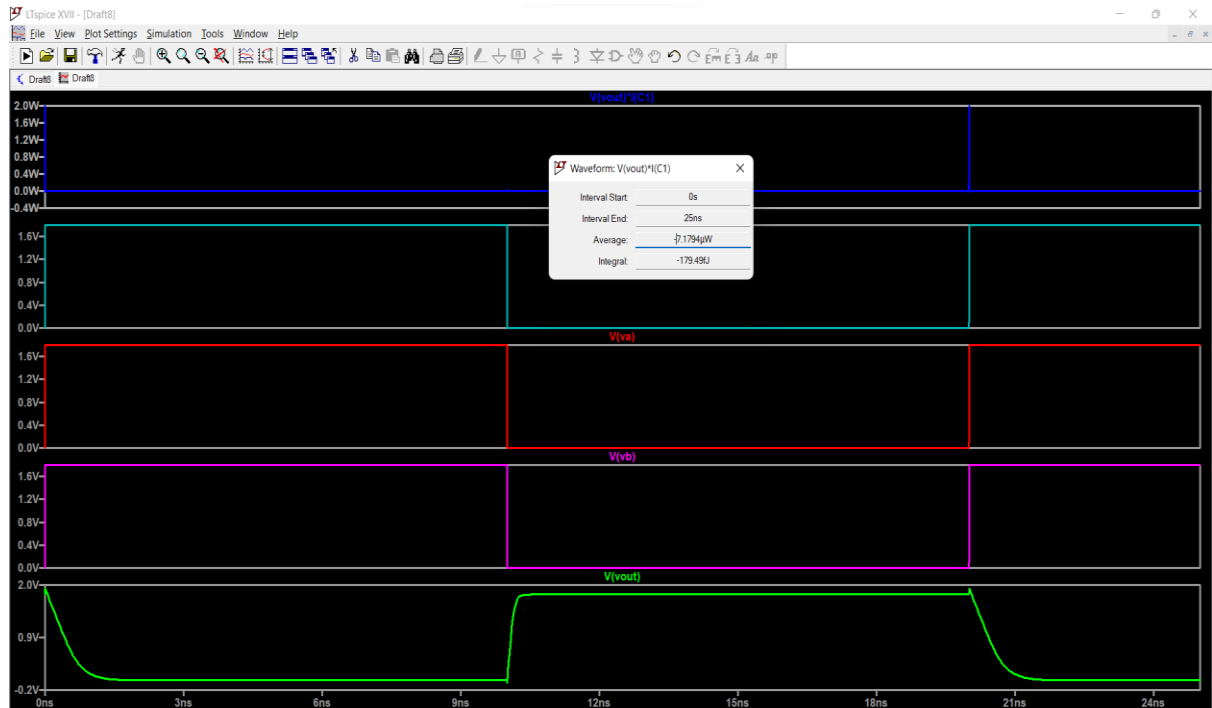 LTspice XVII - [Draft8]
File View Plot Settings Simulation Tools Window Help
Draft8 Draft8
V(vout)*I(C1)
2.0W
1.6W
1.2W
0.8W
0.4W
0.0W
-0.4W
Waveform: V(vout)*I(C1)
Interval Start: 0s
Interval End: 25ns
Average: -7.1794µW
Integral: -179.49fJ
1.6V
1.2V
0.8V
0.4V
0.0V
V(va)
1.6V
1.2V
0.8V
0.4V
0.0V
V(vb)
1.6V
1.2V
0.8V
0.4V
0.0V
V(vout)
2.0V
0.9V
-0.2V
0ns 3ns 6ns 9ns 12ns 15ns 18ns 21ns 24ns